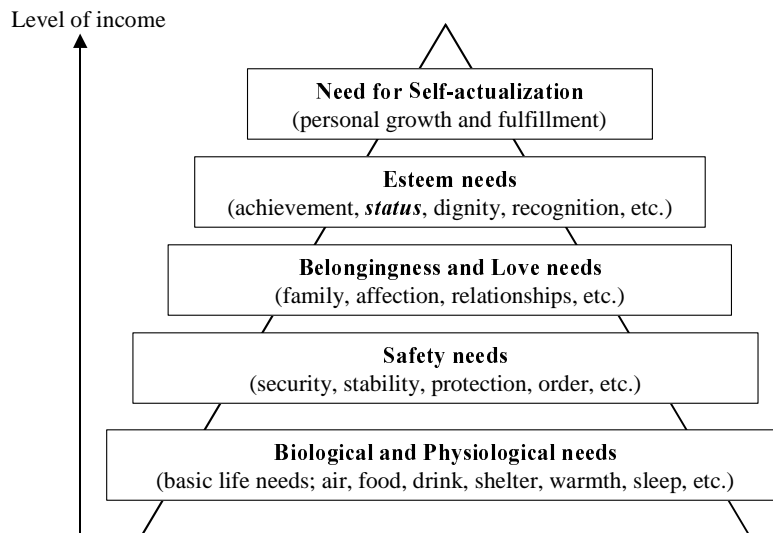 Level of income
Need for Self-actualization
(personal growth and fulfillment)
Esteem needs
(achievement, status, dignity, recognition, etc.)
Belongingness and Love needs
(family, affection, relationships, etc.)
Safety needs
(security, stability, protection, order, etc.)
Biological and Physiological needs
(basic life needs; air, food, drink, shelter, warmth, sleep, etc.)